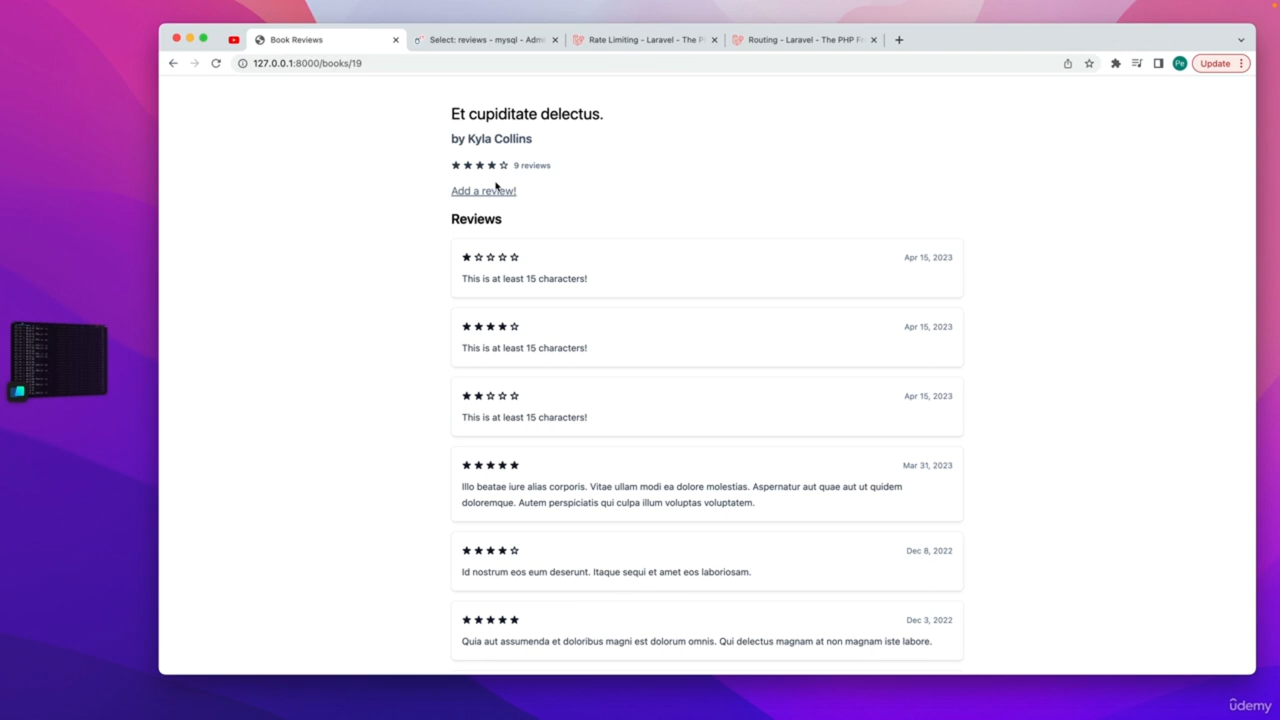 Book Reviews
Select: reviews - mysql - Adm
Rate Limiting - Laravel - The P
Routing - Laravel - The PHP F
127.0.0.1:8000/books/19
Pe
Update
Et cupiditate delectus.
by Kyla Collins
★★★★☆ 9 reviews
Add a review!
Reviews
★☆☆☆☆ Apr 15, 2023
This is at least 15 characters!
★★★★☆ Apr 15, 2023
This is at least 15 characters!
★★☆☆☆ Apr 15, 2023
This is at least 15 characters!
★★★★★ Mar 31, 2023
Illo beatae iure alias corporis. Vitae ullam modi ea dolore molestias. Aspernatur aut quae aut ut quidem
doloremque. Autem perspiciatis qui culpa illum voluptas voluptatem.
★★★★☆ Dec 8, 2022
Id nostrum eos eum deserunt. Itaque sequi et amet eos laboriosam.
★★★★★ Dec 3, 2022
Quia aut assumenda et doloribus magni est dolorum omnis. Qui delectus magnam at non magnam iste labore.
ûdemy